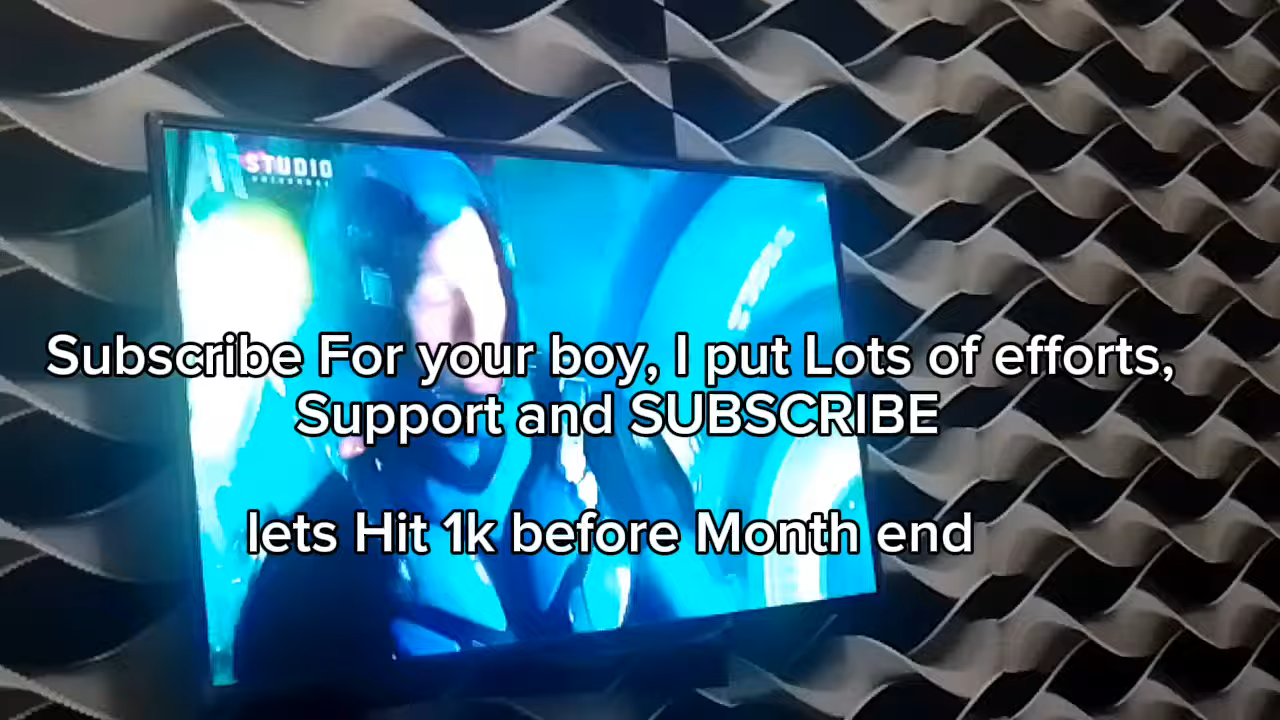 STUDIO
Subscribe For your boy, I put Lots of efforts,
Support and SUBSCRIBE
lets Hit 1k before Month end